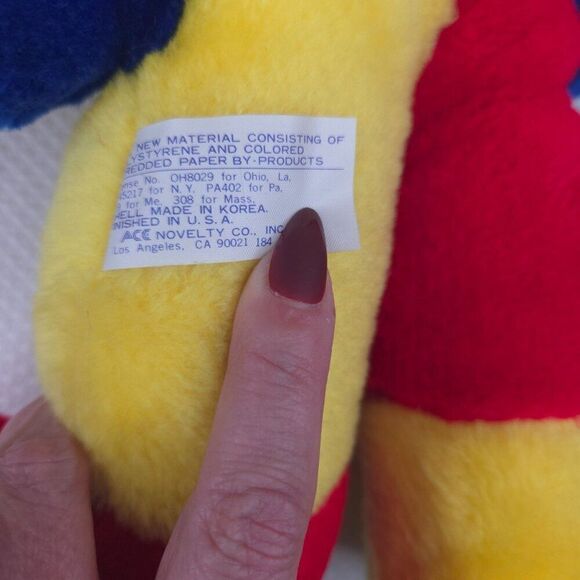 NEW MATERIAL CONSISTING OF
LYSTYRENE AND COLORED
REDDED PAPER BY-PRODUCTS
ense No. OH8029 for Ohio, La,
5217 for N.Y. PA402 for Pa,
for Me. 308 for Mass.
HELL MADE IN KOREA.
INISHED IN U.S.A.
ACE NOVELTY CO., INC
Los Angeles, CA 90021 184